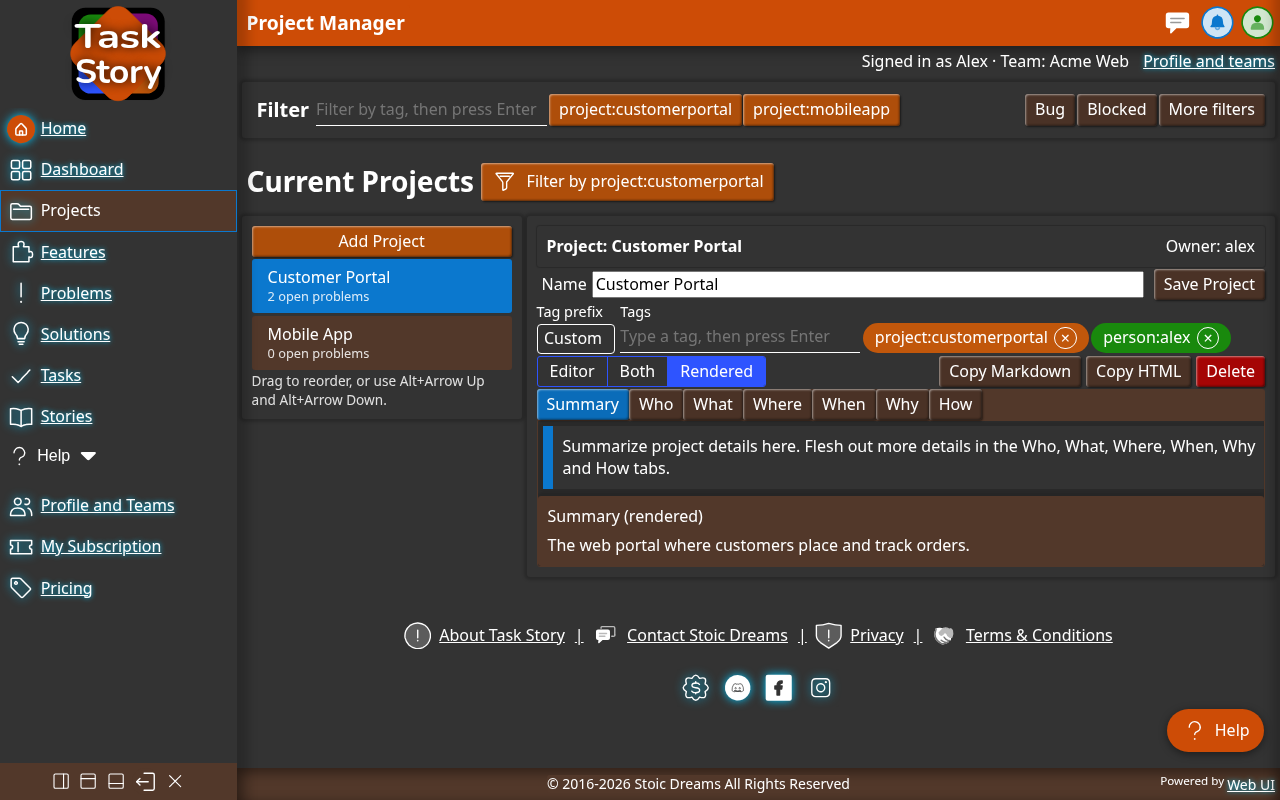 Task
Story
Project Manager
Signed in as Alex · Team: Acme Web Profile and teams
Home
Dashboard
Projects
Features
Problems
Solutions
Tasks
Stories
Help
Profile and Teams
My Subscription
Pricing
Filter Filter by tag, then press Enter project:customerportal project:mobileapp Bug Blocked More filters
Current Projects Filter by project:customerportal
Add Project
Customer Portal
2 open problems
Mobile App
0 open problems
Drag to reorder, or use Alt+Arrow Up
and Alt+Arrow Down.
Project: Customer Portal Owner: alex
Name Customer Portal Save Project
Tag prefix Tags
Custom Type a tag, then press Enter project:customerportal person:alex
Editor Both Rendered Copy Markdown Copy HTML Delete
Summary Who What Where When Why How
Summarize project details here. Flesh out more details in the Who, What, Where, When, Why
and How tabs.
Summary (rendered)
The web portal where customers place and track orders.
About Task Story | Contact Stoic Dreams | Privacy | Terms & Conditions
Help
© 2016-2026 Stoic Dreams All Rights Reserved
Powered by Web UI